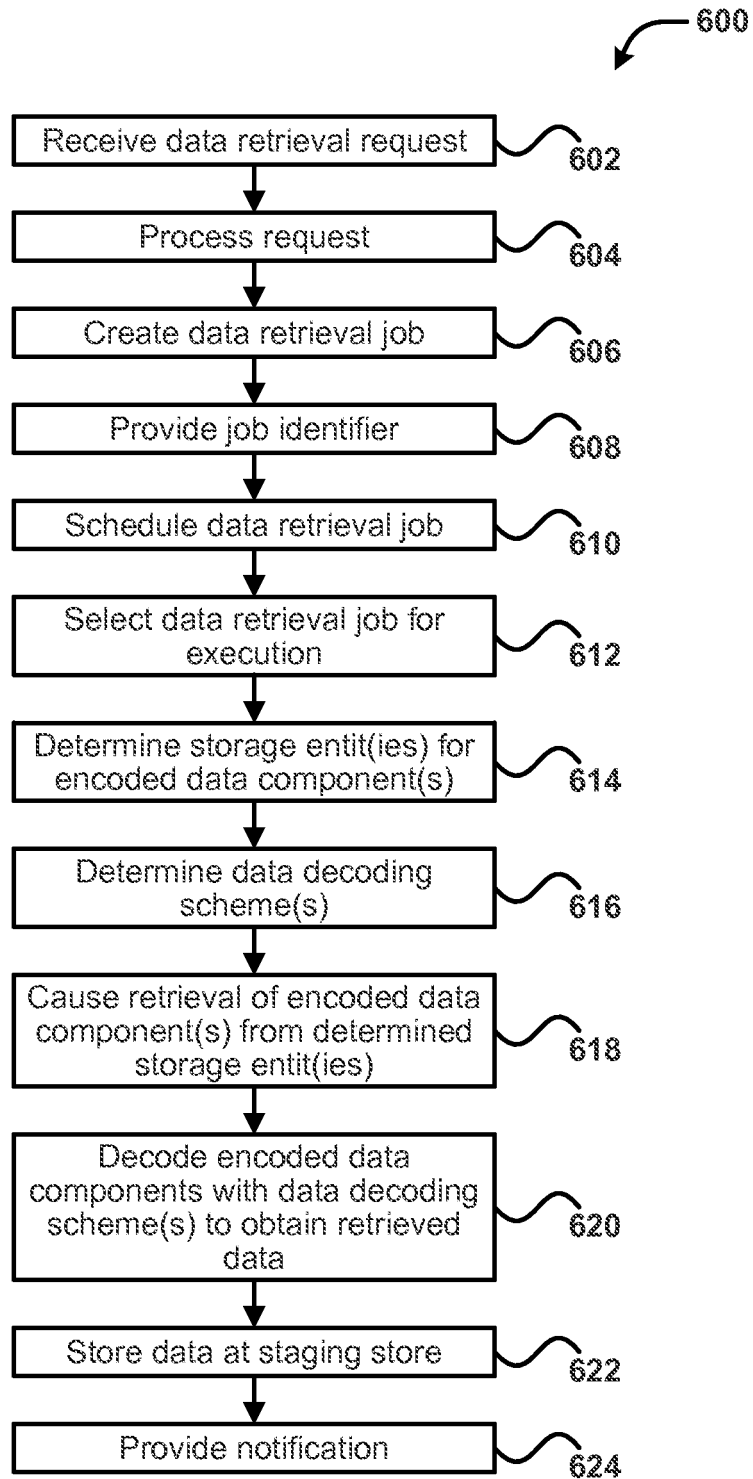 600
Receive data retrieval request
602
Process request
604
Create data retrieval job
606
Provide job identifier
608
Schedule data retrieval job
610
Select data retrieval job for
execution
612
Determine storage entit(ies) for
encoded data component(s)
614
Determine data decoding
scheme(s)
616
Cause retrieval of encoded data
component(s) from determined
storage entit(ies)
618
Decode encoded data
components with data decoding
scheme(s) to obtain retrieved
data
620
Store data at staging store
622
Provide notification
624